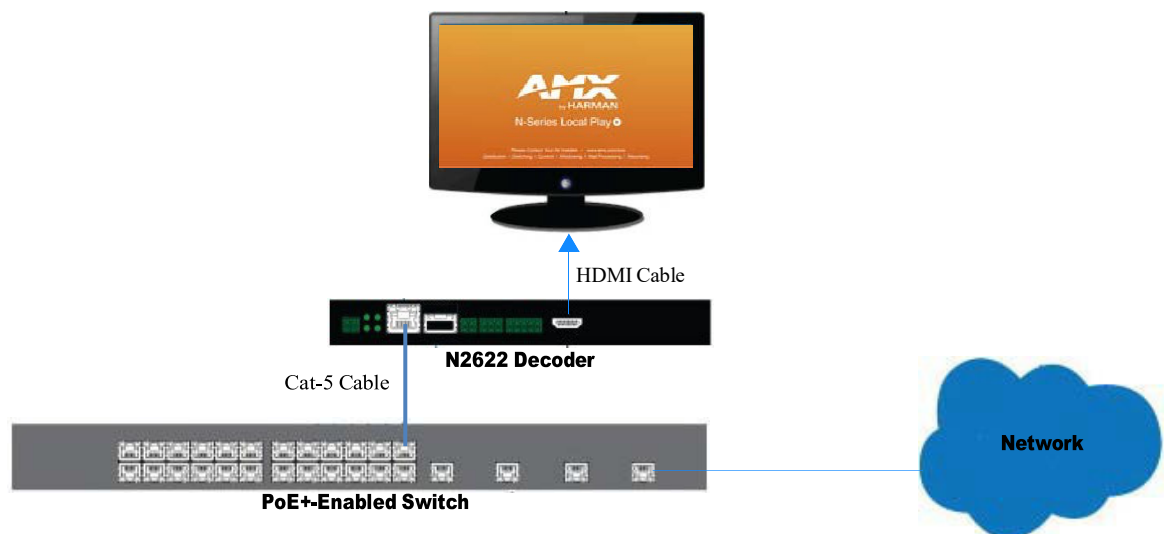 AMX
by HARMAN
N-Series Local Play
HDMI Cable
N2622 Decoder
Cat-5 Cable
Network
PoE+-Enabled Switch